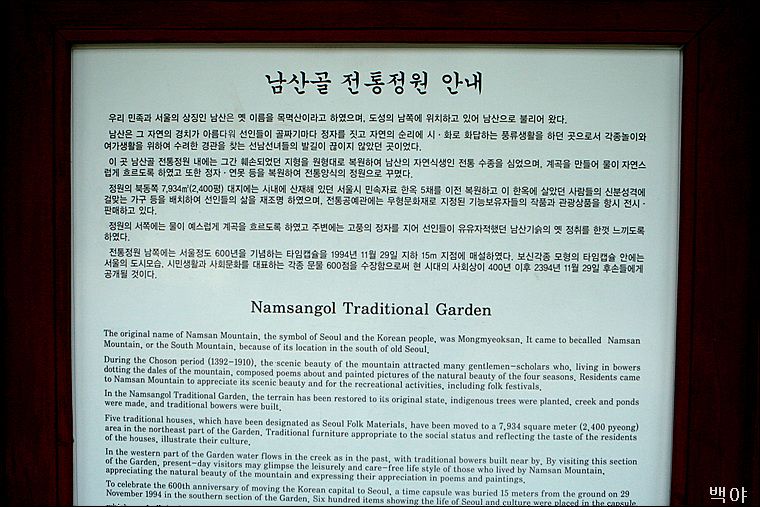 남산골 전통정원 안내
우리 민족과 서울의 상징인 남산은 옛 이름을 목멱산이라고 하였으며, 도성의 남쪽에 위치하고 있어 남산으로 불리어 왔다.
남산은 그 자연의 경치가 아름다워 선인들이 골짜기마다 정자를 짓고 자연의 순리에 시·화로 화답하는 풍류생활을 하던 곳으로서 각종놀이와
여가생활을 위하여 수려한 경관을 찾는 선남선녀들의 발길이 끊이지 않았던 곳이었다.
이 곳 남산골 전통정원 내에는 그간 훼손되었던 지형을 원형대로 복원하여 남산의 자연식생인 전통 수종을 심었으며, 계곡을 만들어 물이 자연스
럽게 흐르도록 하였고 또한 정자·연못 등을 복원하여 전통양식의 정원으로 꾸몄다.
정원의 북동쪽 7,934㎡(2,400평) 대지에는 시내에 산재해 있던 서울시 민속자료 한옥 5채를 이전 복원하고 이 한옥에 살았던 사람들의 신분성격에
걸맞는 가구 등을 배치하여 선인들의 삶을 재조명 하였으며, 전통공예관에는 무형문화재로 지정된 기능보유자들의 작품과 관광상품을 항시 전시·
판매하고 있다.
정원의 서쪽에는 물이 예스럽게 계곡을 흐르도록 하였고 주변에는 고풍의 정자를 지어 선인들이 유유자적했던 남산기슭의 옛 정취를 한껏 느끼도록
하였다.
전통정원 남쪽에는 서울정도 600년을 기념하는 타임캡슐을 1994년 11월 29일 지하 15m 지점에 매설하였다. 보신각종 모형의 타임캡슐 안에는
서울의 도시모습, 시민생활과 사회문화를 대표하는 각종 문물 600점을 수장함으로써 현 시대의 사회상이 400년 이후 2394년 11월 29일 후손들에게
공개될 것이다.
Namsangol Traditional Garden
The original name of Namsan Mountain, the symbol of Seoul and the Korean people, was Mongmyeoksan. It came to becalled Namsan
Mountain, or the South Mountain, because of its location in the south of old Seoul.
During the Choson period (1392-1910), the scenic beauty of the mountain attracted many gentlemen-scholars who, living in bowers
dotting the dales of the mountain, composed poems about and painted pictures of the natural beauty of the four seasons. Residents came
to Namsan Mountain to appreciate its scenic beauty and for the recreational activities, including folk festivals.
In the Namsangol Traditional Garden, the terrain has been restored to its original state, indigenous trees were planted, creek and ponds
were made, and traditional bowers were built.
Five traditional houses, which have been designated as Seoul Folk Materials, have been moved to a 7,934 square meter (2,400 pyeong)
area in the northeast part of the Garden. Traditional furniture appropriate to the social status and reflecting the taste of the residents
of the houses, illustrate their culture.
In the western part of the Garden water flows in the creek as in the past, with traditional bowers built near by. By visiting this section
of the Garden, present-day visitors may glimpse the leisurely and care-free life style of those who lived by Namsan Mountain,
appreciating the natural beauty of the mountain and expressing their appreciation in poems and paintings.
To celebrate the 600th anniversary of moving the Korean capital to Seoul, a time capsule was buried 15 meters from the ground on 29
November 1994 in the southern section of the Garden. Six hundred items showing the life of Seoul and culture were placed in the capsule
백야